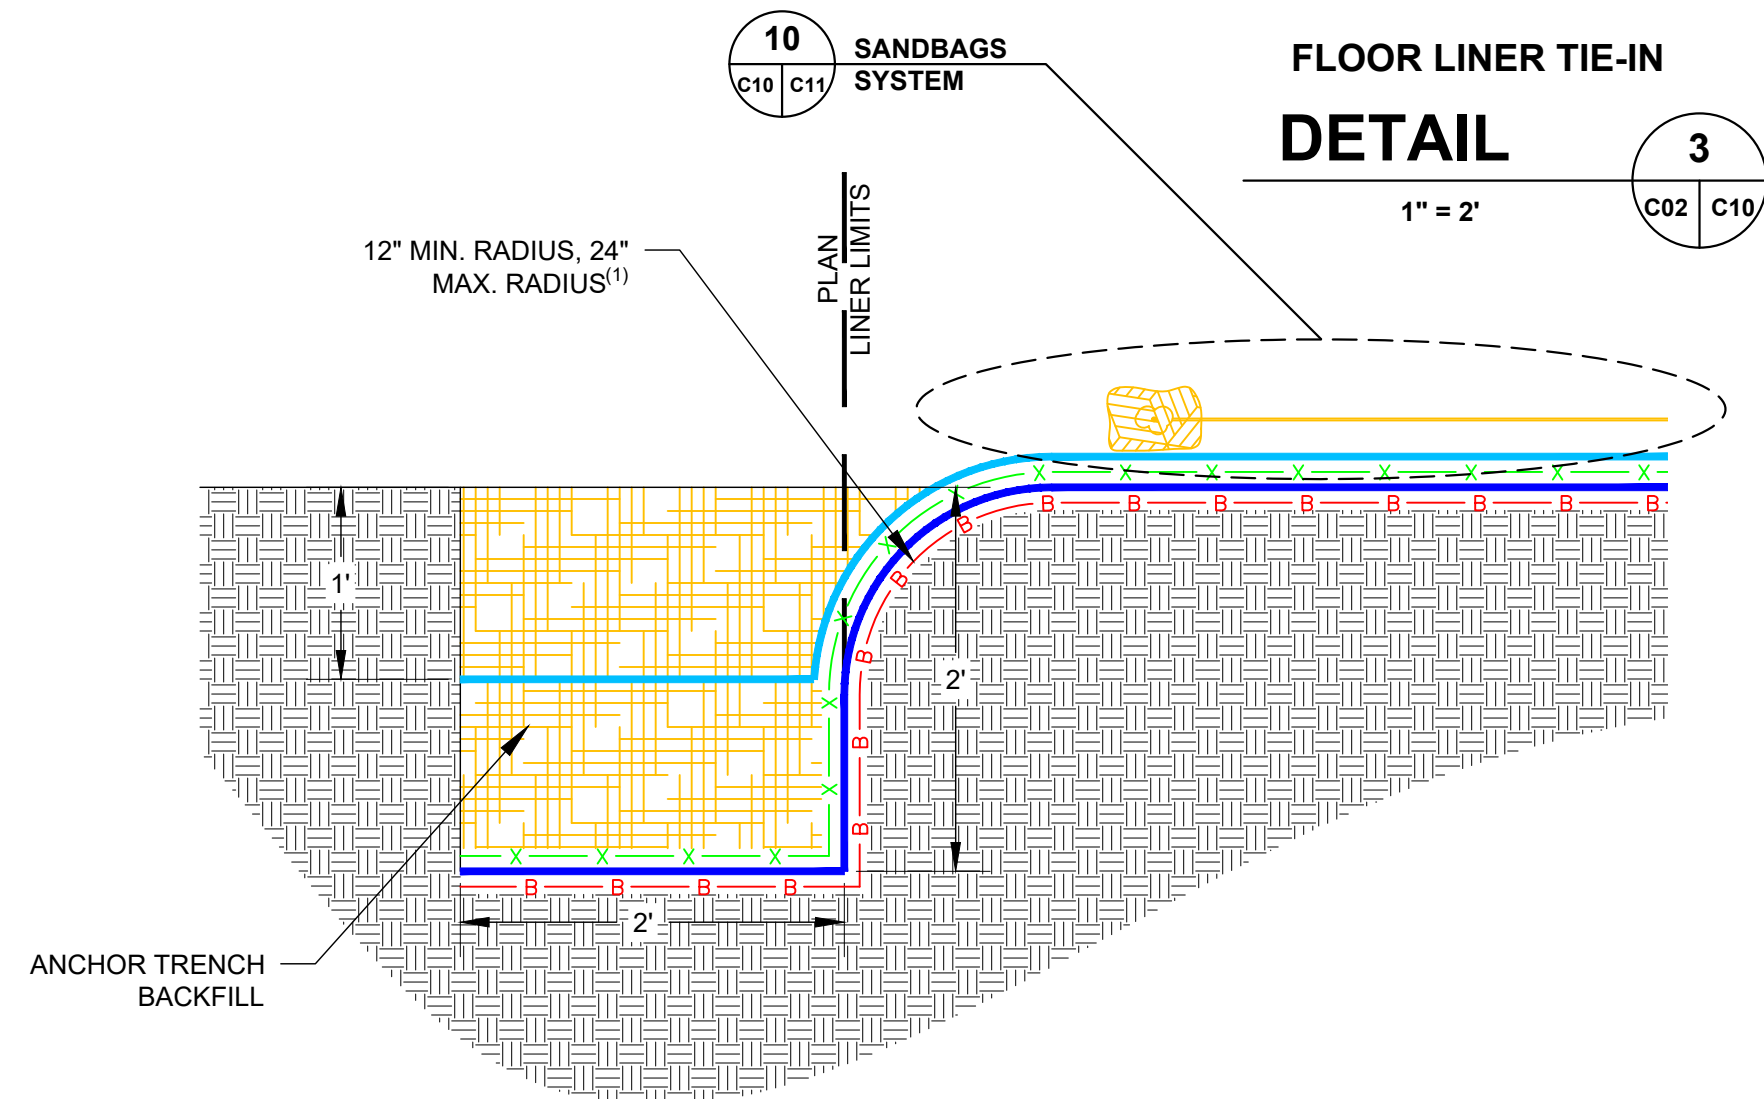 10
C10 C11
SANDBAGS
SYSTEM
FLOOR LINER TIE-IN
DETAIL
1" = 2'
3
C02 C10
PLAN
LINER LIMITS
12" MIN. RADIUS, 24"
MAX. RADIUS(1)
X X X X X X X X
B B B B B B B B
X
X
X
X
X
B
B
B
B
B
1'
2'
X X X X
B B B B
2'
ANCHOR TRENCH
BACKFILL